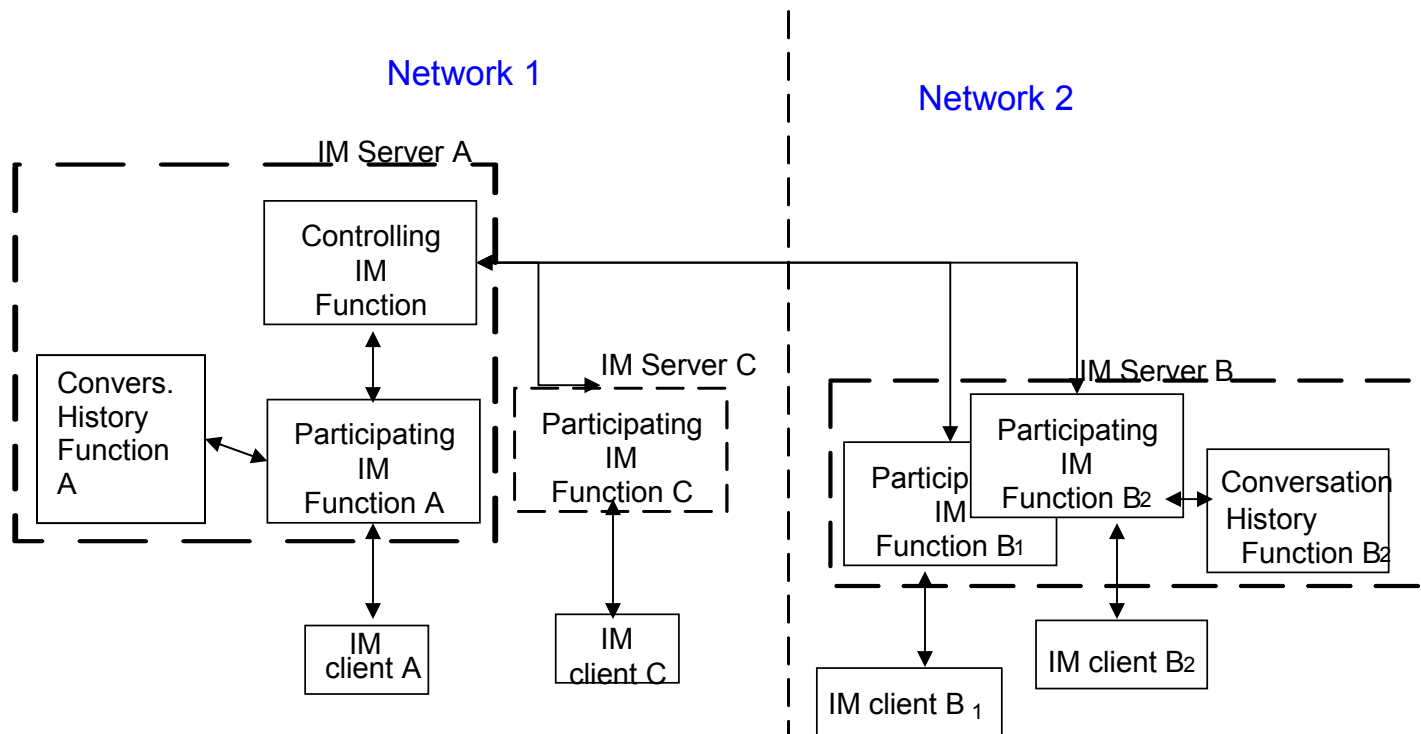 Network 1
Network 2
IM Server A
Controlling
IM
Function
Convers.
History
Function
A
Participating
IM
Function A
IM Server C
Participating
IM
Function C
IM Server B
Particip
IM
Function B1
Participating
IM
Function B2
Conversation
History
Function B2
IM
client A
IM
client C
IM client B 1
IM client B2